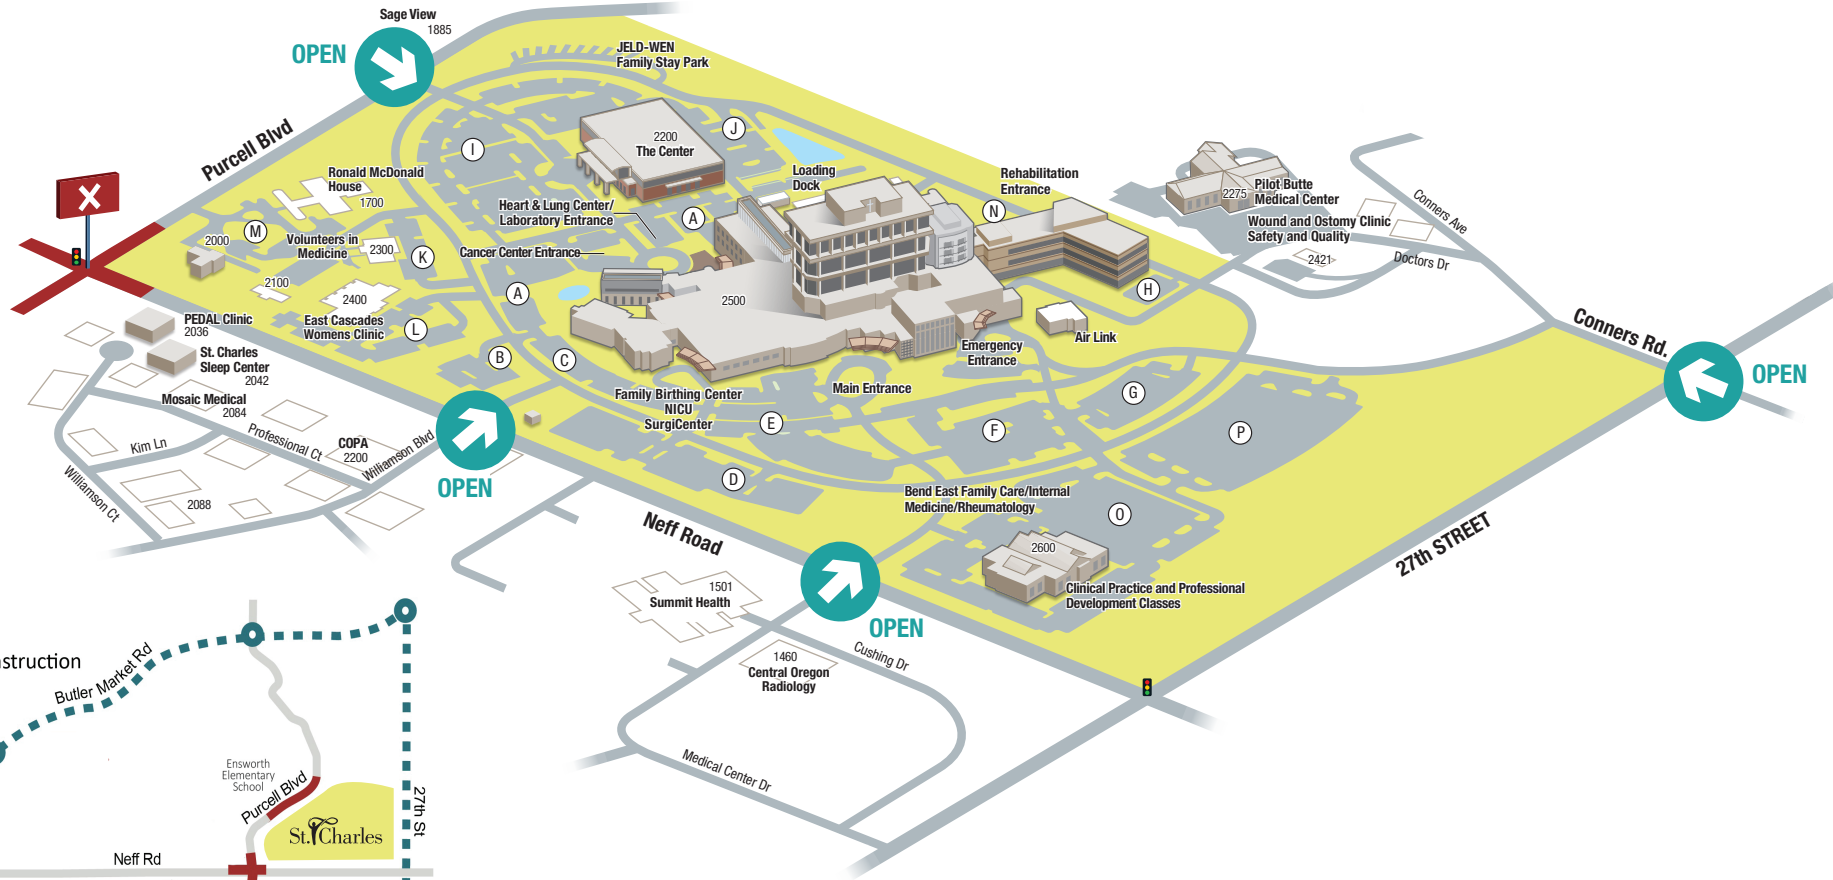 Sage View
1885
OPEN
JELD-WEN
Family Stay Park
Purcell Blvd
I
2200
The Center
J
Loading
Dock
Ronald McDonald
House
1700
Heart & Lung Center/
Laboratory Entrance
A
Rehabilitation
Entrance
N
2275
Pilot Butte
Medical Center
Wound and Ostomy Clinic
Safety and Quality
2421
Conners Ave
Doctors Dr
X
M
2000
Volunteers in
Medicine
2300
K
Cancer Center Entrance
2100
2400
East Cascades
Womens Clinic
L
A
2500
H
Air Link
Emergency
Entrance
Conners Rd.
OPEN
PEDAL Clinic
2036
St. Charles
Sleep Center
2042
Mosaic Medical
2084
B
C
Family Birthing Center
NICU
SurgiCenter
Main Entrance
E
G
F
P
D
Kim Ln
Professional Ct
COPA
2200
Williamson Blvd
Williamson Ct
2088
OPEN
Neff Road
Bend East Family Care/Internal
Medicine/Rheumatology
O
2600
Clinical Practice and Professional
Development Classes
27th STREET
1501
Summit Health
OPEN
1460
Central Oregon
Radiology
Cushing Dr
Medical Center Dr
nstruction
Butler Market Rd
Ensworth
Elementary
School
Purcell Blvd
St. Charles
27th St
Neff Rd